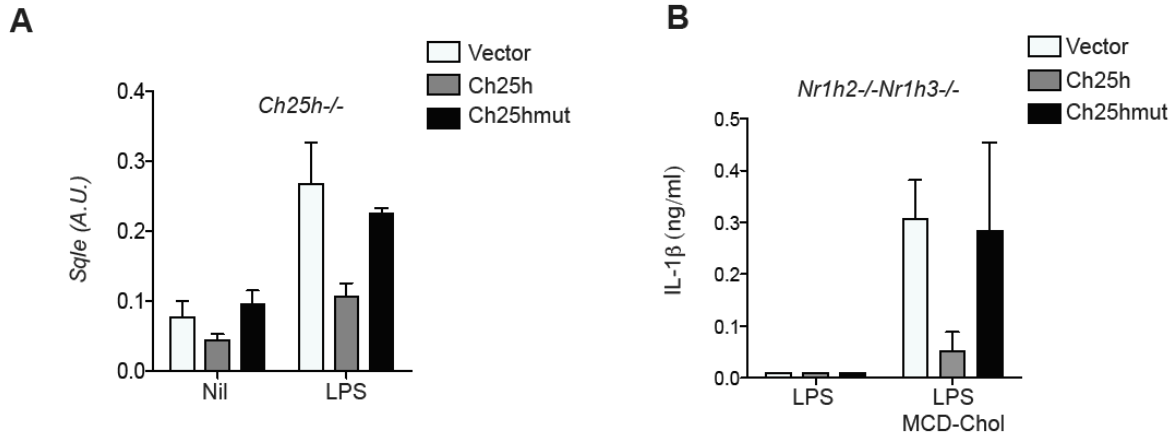 A
Vector
Ch25h
Ch25hmut
Ch25h-/-
Sqle (A.U.)
0.4
0.3
0.2
0.1
0.0
Nil
LPS
B
Vector
Ch25h
Ch25hmut
Nr1h2-/-Nr1h3-/-
IL-1β (ng/ml)
0.5
0.4
0.3
0.2
0.1
0.0
LPS
LPS
MCD-Chol